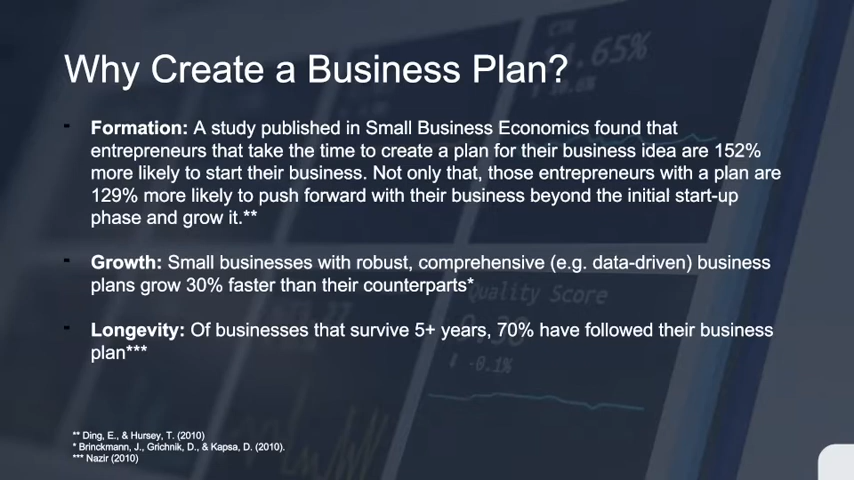 Why Create a Business Plan?
- Formation: A study published in Small Business Economics found that
entrepreneurs that take the time to create a plan for their business idea are 152%
more likely to start their business. Not only that, those entrepreneurs with a plan are
129% more likely to push forward with their business beyond the initial start-up
phase and grow it.**
- Growth: Small businesses with robust, comprehensive (e.g. data-driven) business
plans grow 30% faster than their counterparts*
- Longevity: Of businesses that survive 5+ years, 70% have followed their business
plan***
** Ding, E., & Hursey, T. (2010)
* Brinckmann, J., Grichnik, D., & Kapsa, D. (2010).
*** Nazir (2010)
.65%
Quality Score
-0.1%